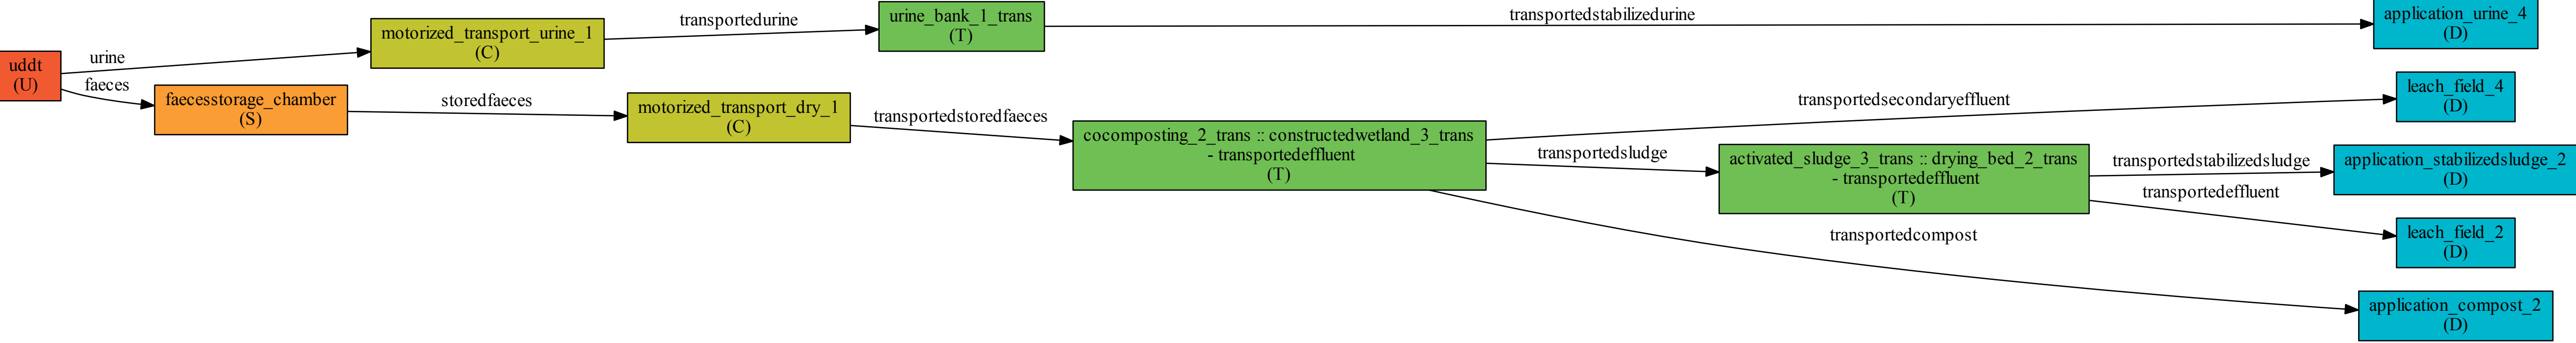 uddt
(U)
urine
faeces
motorized_transport_urine_1
(C)
transportedurine
urine_bank_1_trans
(T)
transportedstabilizedurine
application_urine_4
(D)
faecesstorage_chamber
(S)
storedfaeces
motorized_transport_dry_1
(C)
transportedstoredfaeces
cocomposting_2_trans :: constructedwetland_3_trans
- transportedeffluent
(T)
transportedsecondaryeffluent
leach_field_4
(D)
transportedsludge
activated_sludge_3_trans :: drying_bed_2_trans
- transportedeffluent
(T)
transportedstabilizedsludge
application_stabilizedsludge_2
(D)
transportedeffluent
leach_field_2
(D)
transportedcompost
application_compost_2
(D)